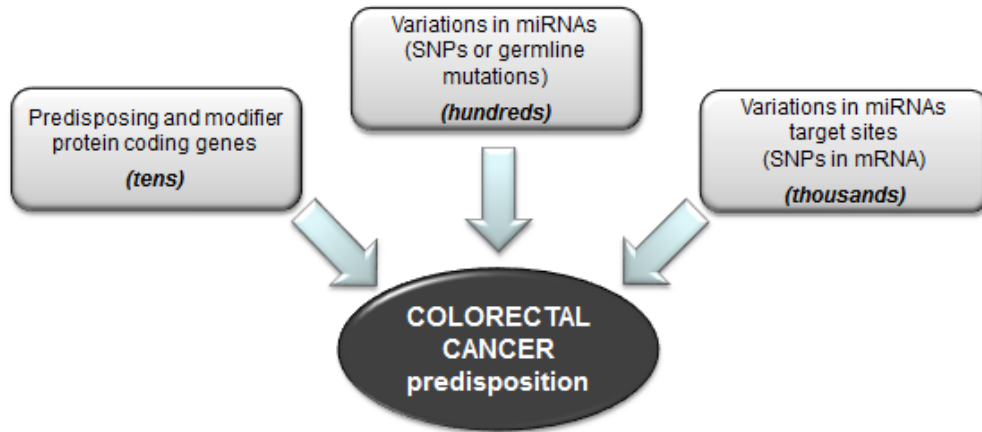 Predisposing and modifier
protein coding genes
(tens)
Variations in miRNAs
(SNPs or germline
mutations)
(hundreds)
Variations in miRNAs
target sites
(SNPs in mRNA)
(thousands)
COLORECTAL
CANCER
predisposition